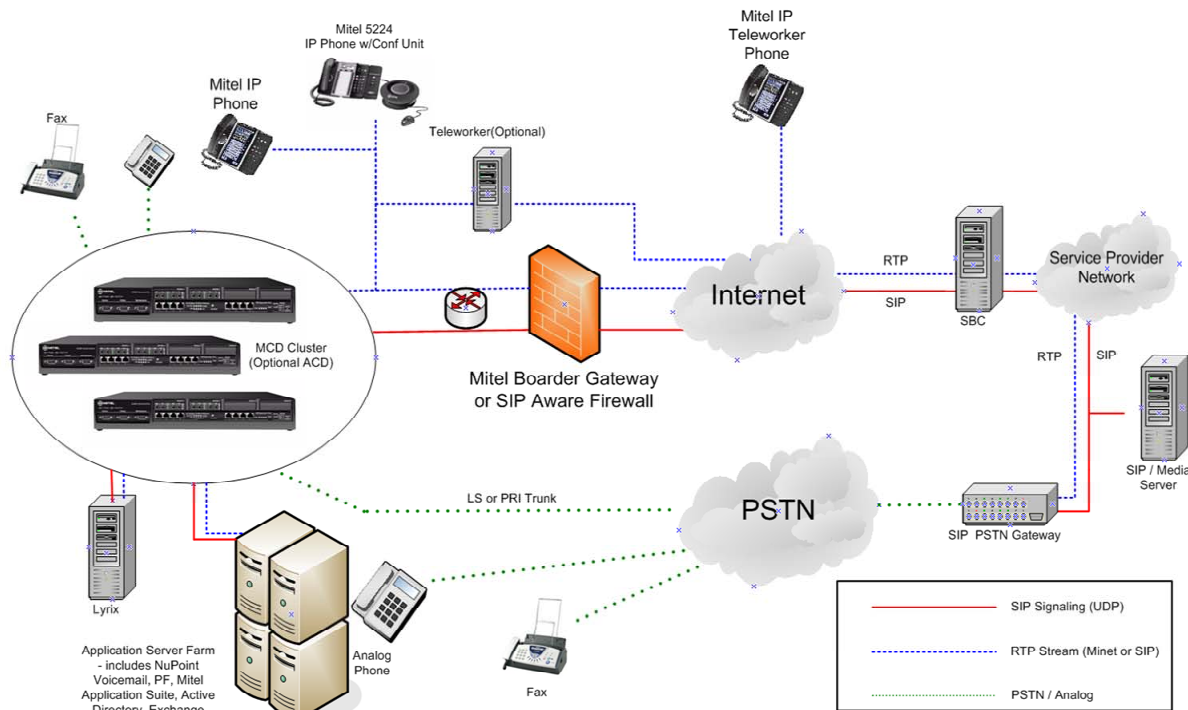 Mitel IP
Teleworker
Phone
Mitel 5224
IP Phone w/Conf Unit
Mitel IP
Phone
Fax
Teleworker(Optional)
Internet
RTP
SIP
SBC
Service Provider
Network
MCD Cluster
(Optional ACD)
Mitel Boarder Gateway
or SIP Aware Firewall
RTP
SIP
SIP / Media
Server
LS or PRI Trunk
PSTN
SIP PSTN Gateway
Lyrix
Analog
Phone
Fax
Application Server Farm
- includes NuPoint
Voicemail, PF, Mitel
Application Suite, Active
Directory, Exchange
SIP Signaling (UDP)
RTP Stream (Minet or SIP)
PSTN / Analog